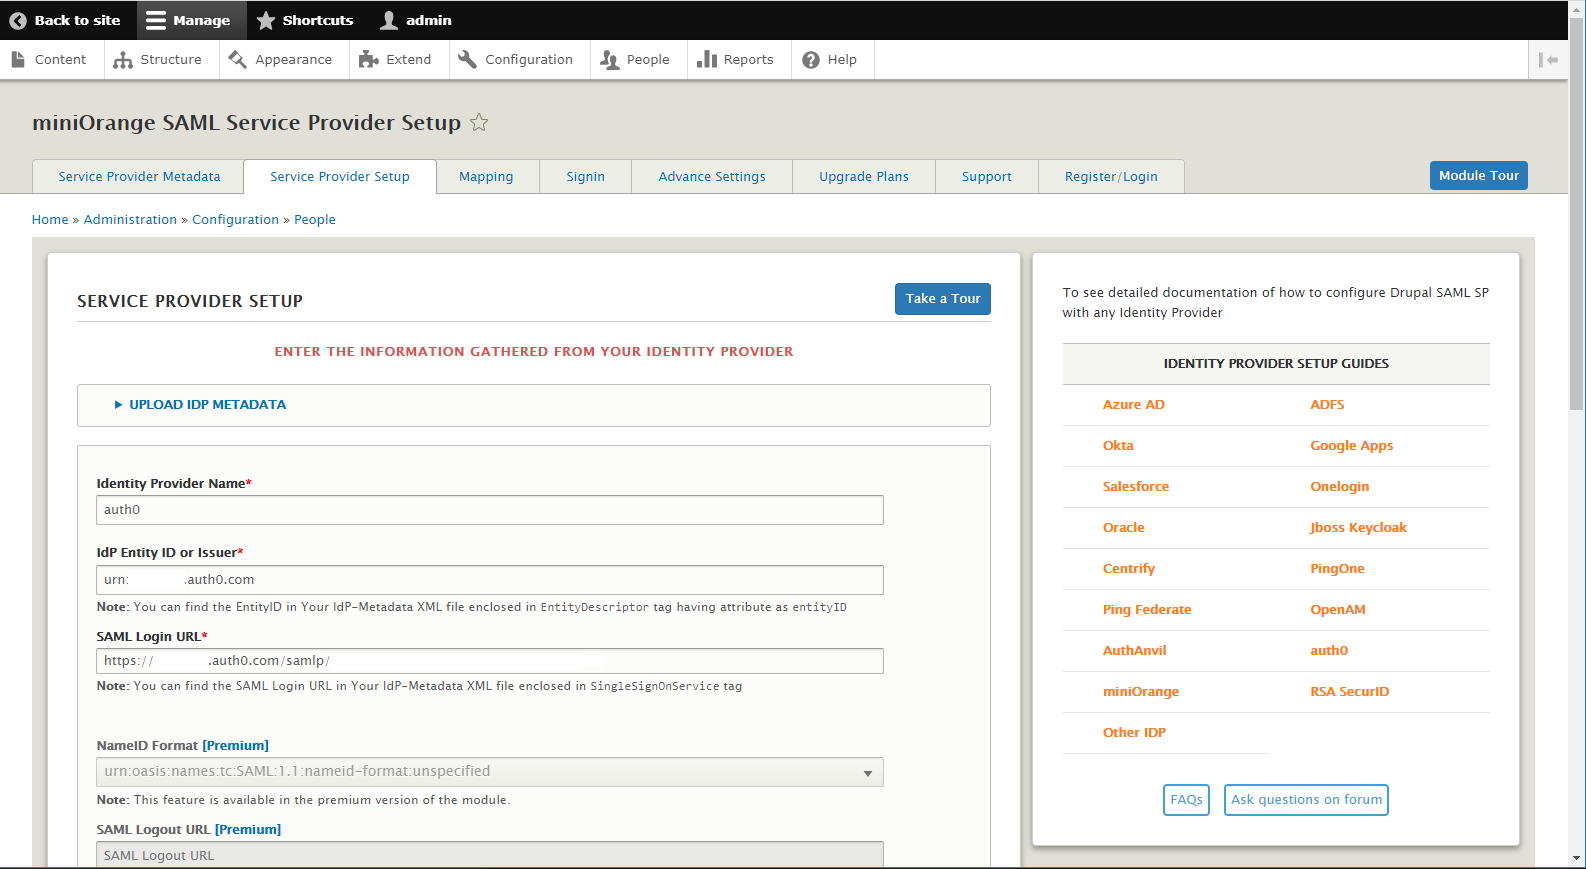 Back to site Manage Shortcuts admin
Content Structure Appearance Extend Configuration People Reports Help
miniOrange SAML Service Provider Setup
Service Provider Metadata Service Provider Setup Mapping Signin Advance Settings Upgrade Plans Support Register/Login Module Tour
Home » Administration » Configuration » People
SERVICE PROVIDER SETUP
Take a Tour
ENTER THE INFORMATION GATHERED FROM YOUR IDENTITY PROVIDER
UPLOAD IDP METADATA
Identity Provider Name*
auth0
IdP Entity ID or Issuer*
urn: .auth0.com
Note: You can find the EntityID in Your IdP-Metadata XML file enclosed in EntityDescriptor tag having attribute as entityID
SAML Login URL*
https:// .auth0.com/samlp/
Note: You can find the SAML Login URL in Your IdP-Metadata XML file enclosed in SingleSignOnService tag
NameID Format [Premium]
urn:oasis:names:tc:SAML:1.1:nameid-format:unspecified
Note: This feature is available in the premium version of the module.
SAML Logout URL [Premium]
SAML Logout URL
To see detailed documentation of how to configure Drupal SAML SP
with any Identity Provider
IDENTITY PROVIDER SETUP GUIDES
Azure AD ADFS
Okta Google Apps
Salesforce Onelogin
Oracle Jboss Keycloak
Centrify PingOne
Ping Federate OpenAM
AuthAnvil auth0
miniOrange RSA SecurID
Other IDP
FAQs Ask questions on forum